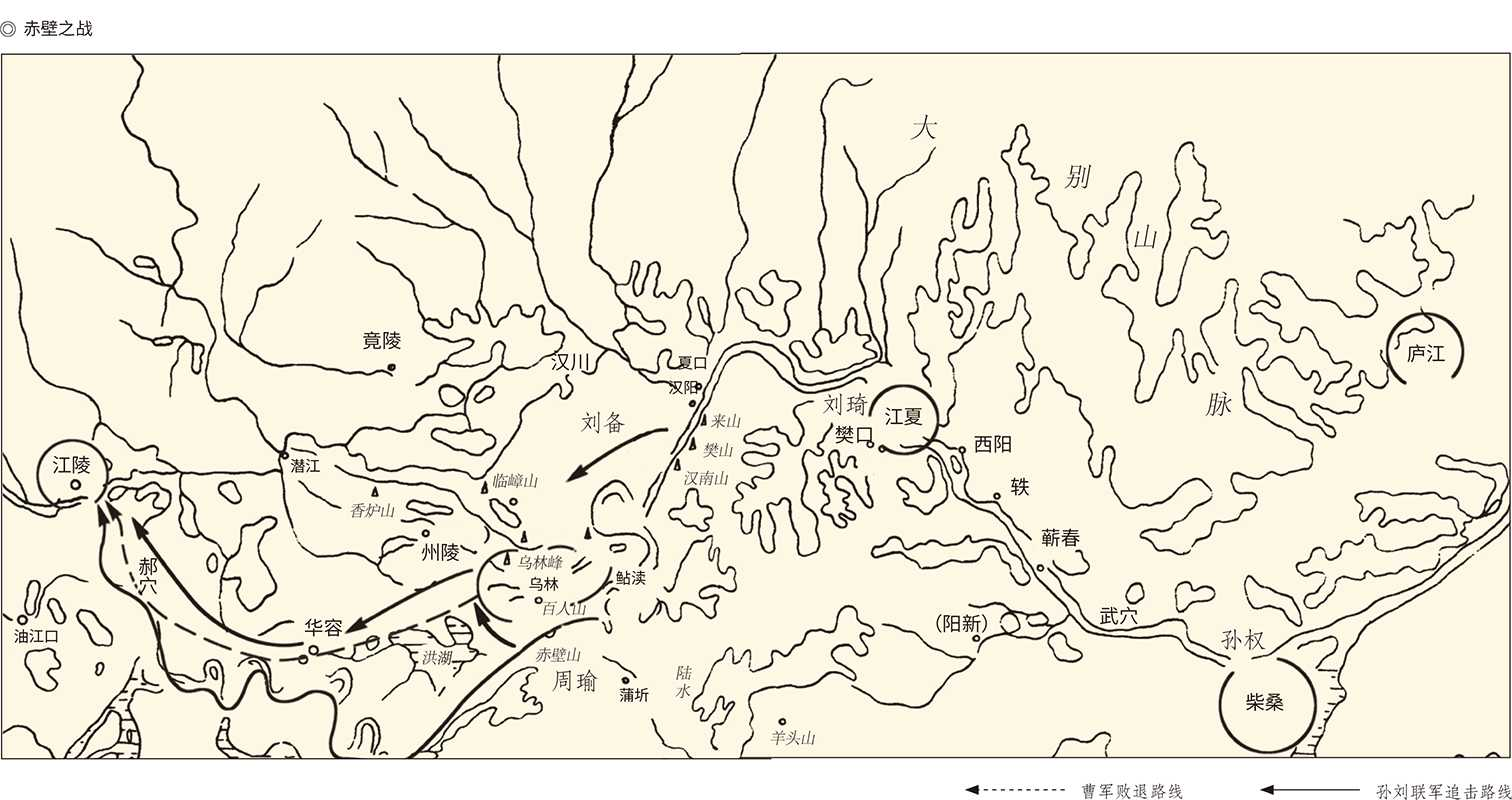 ◎ 赤壁之战
大
别
山
脉
竟陵
汉川
夏口
汉阳
庐江
刘备
来山
刘琦
江夏
樊口
西阳
樊山
汉南山
江陵
潜江
香炉山
临嶂山
轪
蕲春
州陵
乌林峰
乌林
百人山
鲇渎
郝
穴
油江口
华容
洪湖
赤壁山
周瑜
蒲圻
陆
水
羊头山
(阳新)
武穴
孙权
柴桑
曹军败退路线
孙刘联军追击路线